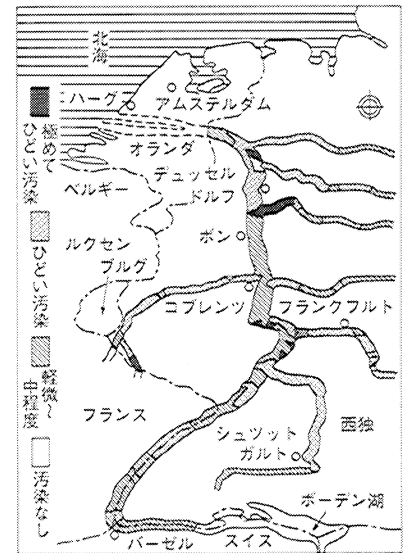 北海
ハーグ
アムステルダム
オランダ
デュッセル
ドルフ
ベルギー
ボン
ルクセン
ブルグ
コブレンツ
フランクフルト
フランス
西独
シュツット
ガルト
ボーデン湖
バーゼル
スイス
極めて
ひどい汚染
ひどい汚染
軽微〜
中程度
汚染なし